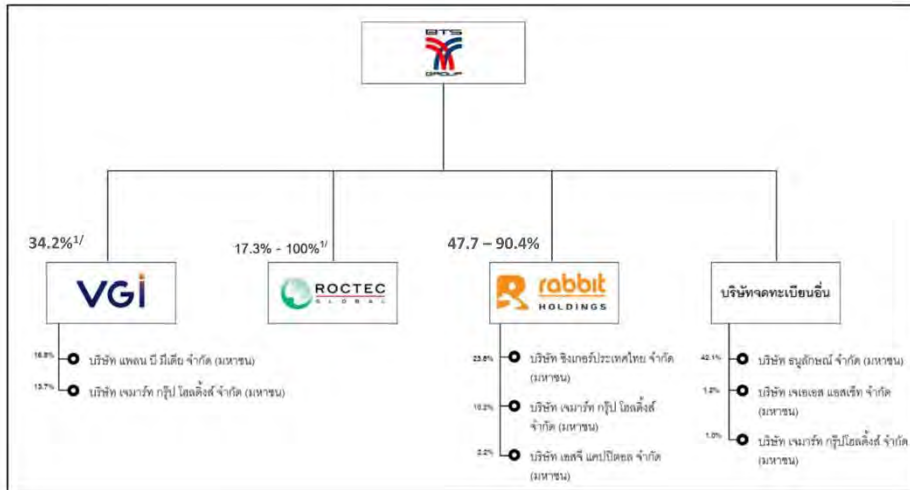 BTS
GROUP
34.2%1/
17.3% - 100%1/
47.7 – 90.4%
VGI
ROCTEC
GLOBAL
rabbit
HOLDINGS
บริษัทจดทะเบียนอื่น
บริษัท แพลน บี มีเดีย จำกัด (มหาชน)
13.7%
บริษัท เจมาร์ท กรุ๊ป โฮลดิ้งส์ จำกัด (มหาชน)
บริษัท ซิงเกอร์ประเทศไทย จำกัด
(มหาชน)
บริษัท เจมาร์ท กรุ๊ป โฮลดิ้งส์
จำกัด (มหาชน)
บริษัท เอสจี แคปปิตอล จำกัด
(มหาชน)
42.1%
บริษัท ธนูลักษณ์ จำกัด (มหาชน)
บริษัท เจเอเอส แอสเซ็ท จำกัด
(มหาชน)
บริษัท เจมาร์ท กรุ๊ปโฮลดิ้งส์ จำกัด
(มหาชน)